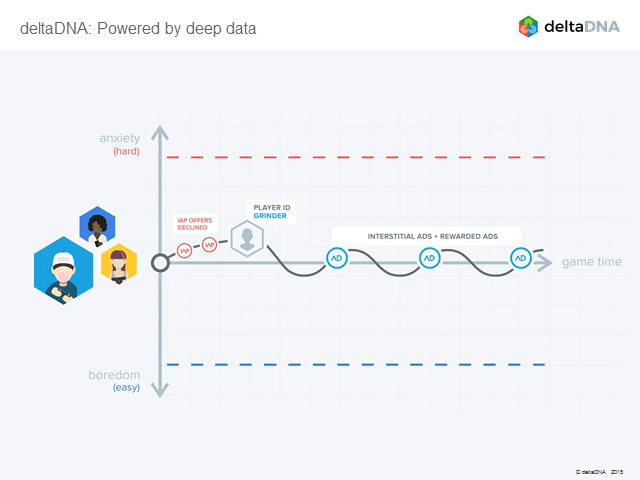 deltaDNA: Powered by deep data
deltaDNA
anxiety
(hard)
IAP OFFERS
DECLINED
PLAYER ID
GRINDER
INTERSTITIAL ADS + REWARDED ADS
IAP
IAP
AD
AD
AD
game time
boredom
(easy)
© deltaDNA 2015